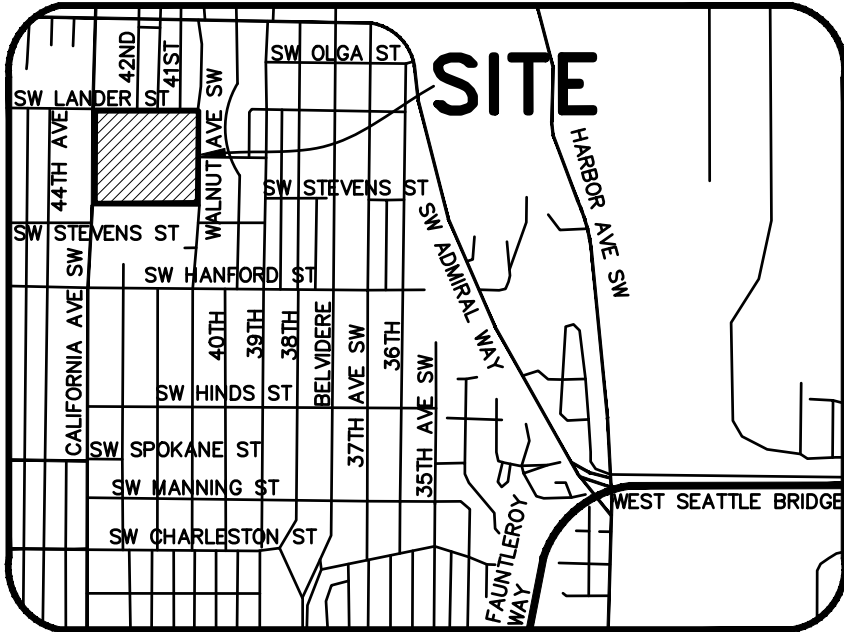 SW OLGA ST
SITE
42ND
41ST
SW LANDER ST
44TH AVE
WALNUT AVE SW
HARBOR AVE SW
SW STEVENS ST
SW STEVENS ST
SW ADMIRAL WAY
SW HANFORD ST
CALIFORNIA AVE SW
40TH
39TH
38TH
BELVIDERE
37TH AVE SW
36TH
35TH AVE SW
SW HINDS ST
SW SPOKANE ST
SW MANNING ST
WEST SEATTLE BRIDGE
SW CHARLESTON ST
FAUNTLEROY
WAY